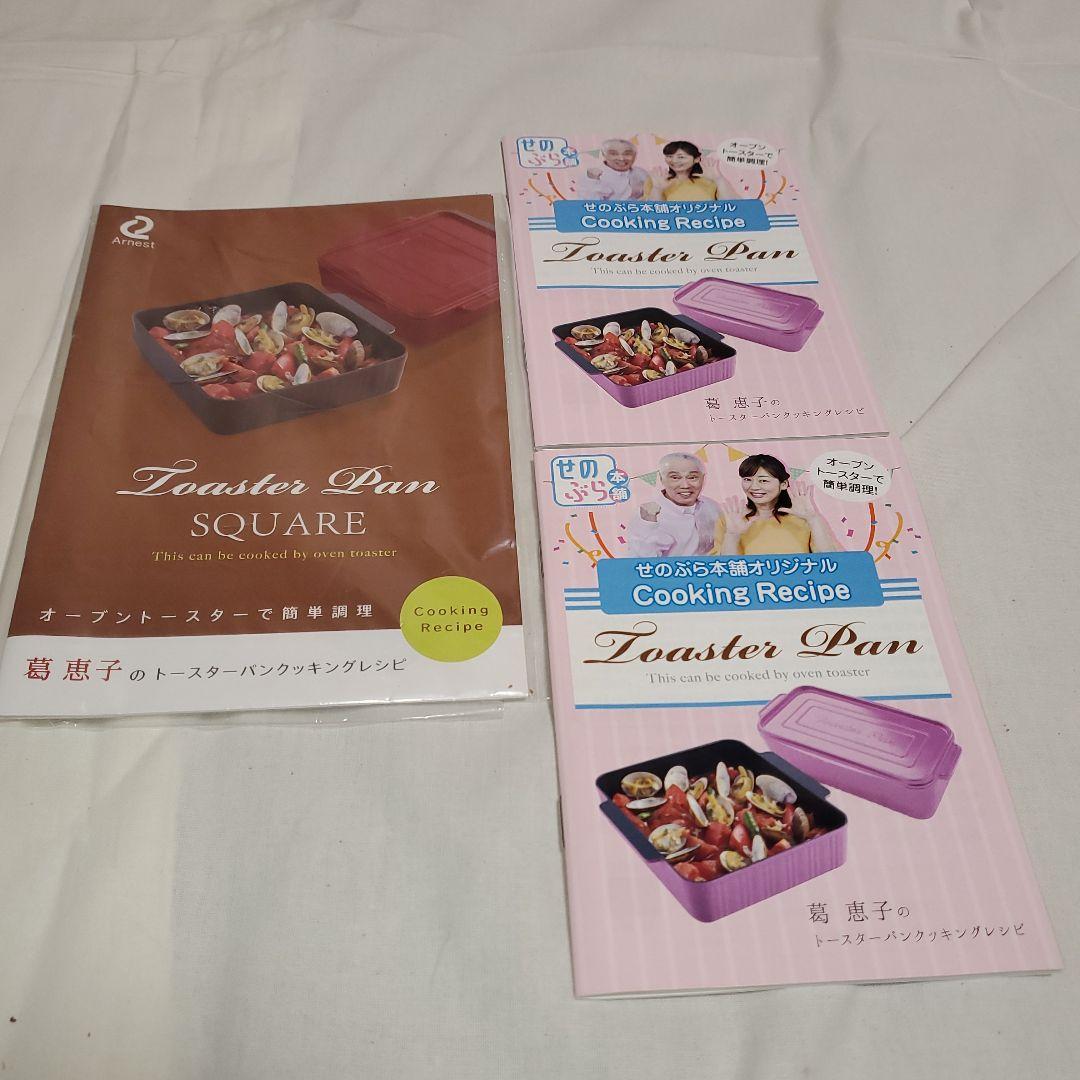 Arnest
Toaster Pan
SQUARE
This can be cooked by oven toaster
オーブントースターで簡単調理
Cooking
Recipe
葛 恵子のトースターパンクッキングレシピ
せの
ぶら本舗
オーブン
トースターで
簡単調理!
せのぶら本舗オリジナル
Cooking Recipe
Toaster Pan
This can be cooked by oven toaster
葛 恵子の
トースターパンクッキングレシピ
せの
ぶら本舗
オーブン
トースターで
簡単調理!
せのぶら本舗オリジナル
Cooking Recipe
Toaster Pan
This can be cooked by oven toaster
Toaster Pan
葛 恵子の
トースターパンクッキングレシピ